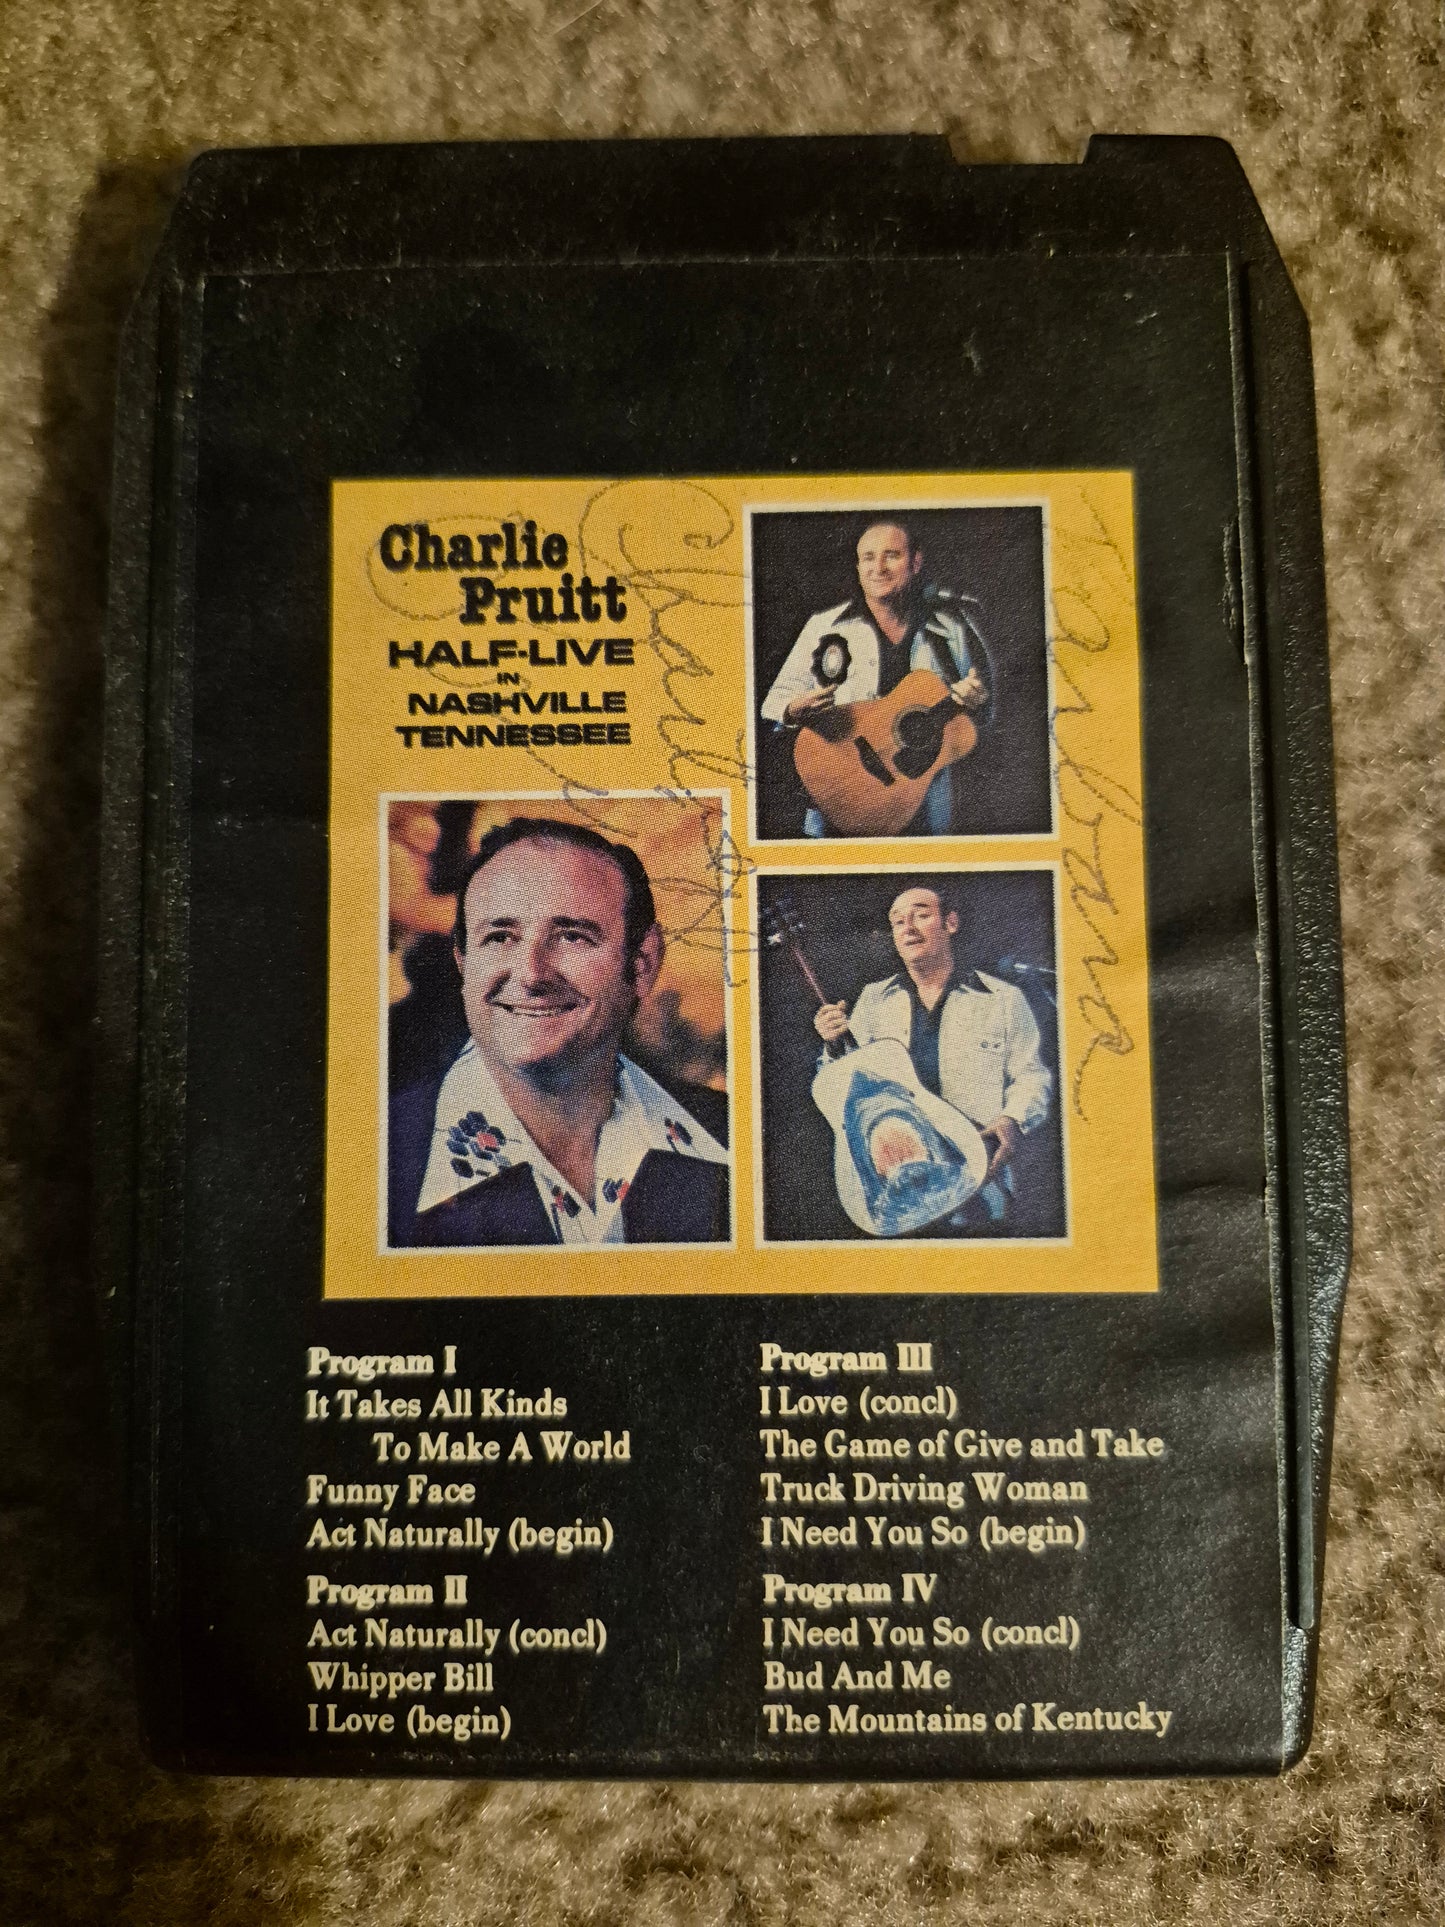 Charlie
Pruitt
HALF-LIVE
IN
NASHVILLE
TENNESSEE
Charlie
Program I
It Takes All Kinds
To Make A World
Funny Face
Act Naturally (begin)
Program II
Act Naturally (concl)
Whipper Bill
I Love (begin)
Program III
I Love (concl)
The Game of Give and Take
Truck Driving Woman
I Need You So (begin)
Program IV
I Need You So (concl)
Bud And Me
The Mountains of Kentucky